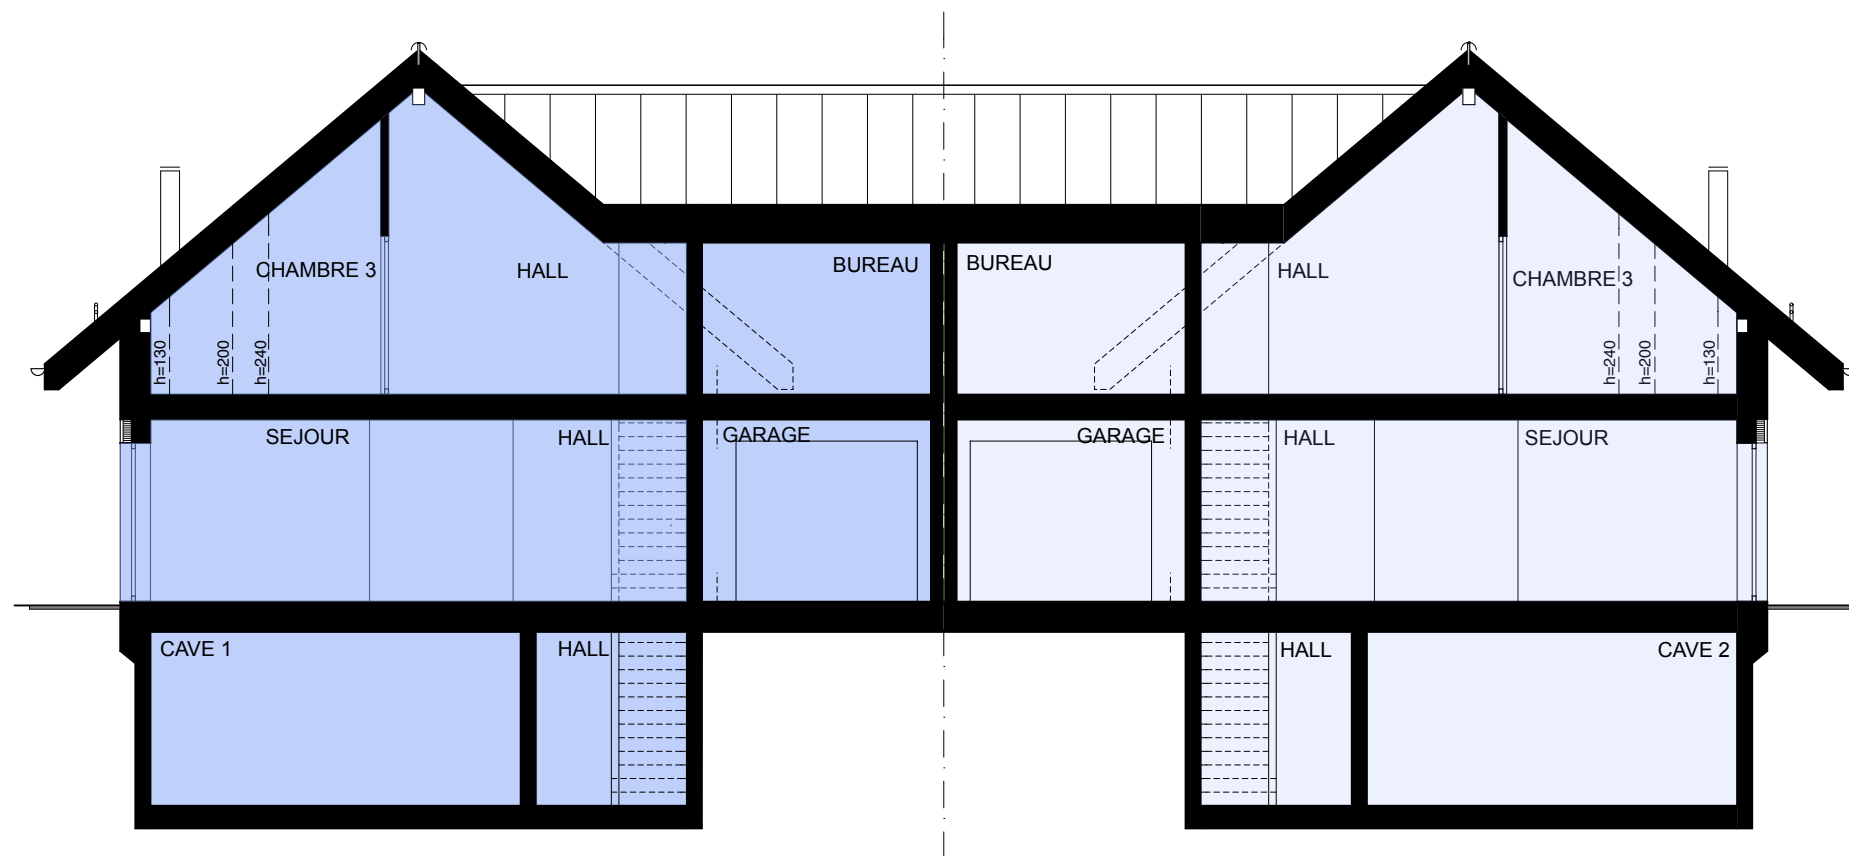 CHAMBRE 3
HALL
BUREAU
BUREAU
HALL
CHAMBRE 3
h=130
h=200
h=240
h=240
h=200
h=130
SEJOUR
HALL
GARAGE
GARAGE
HALL
SEJOUR
CAVE 1
HALL
HALL
CAVE 2